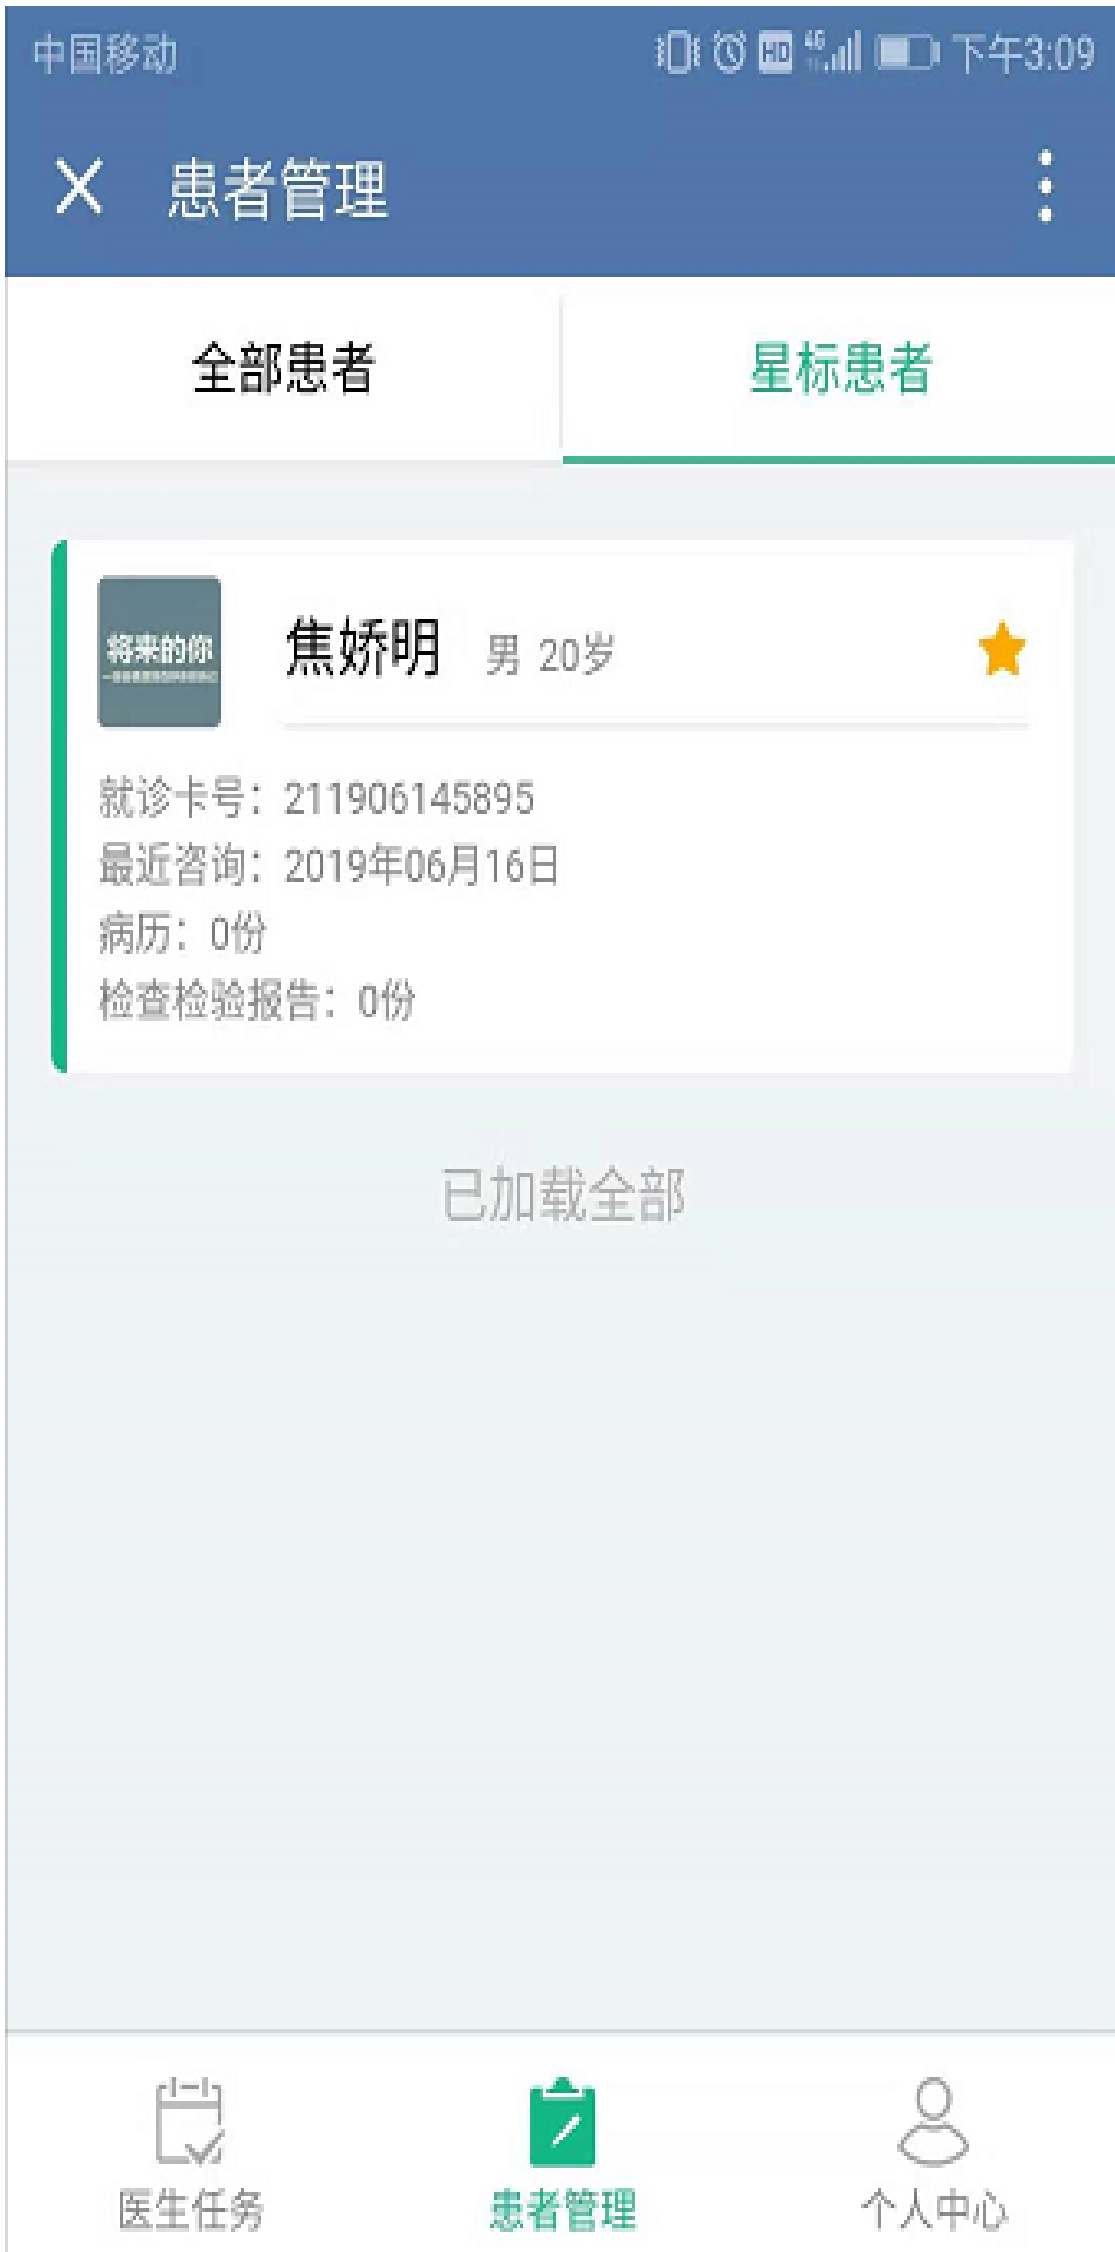 中国移动 HD 4G 下午3:09
患者管理
全部患者 星标患者
将来的你
焦娇明 男 20岁
就诊卡号：211906145895
最近咨询：2019年06月16日
病历：0份
检查检验报告：0份
已加载全部
医生任务 患者管理 个人中心